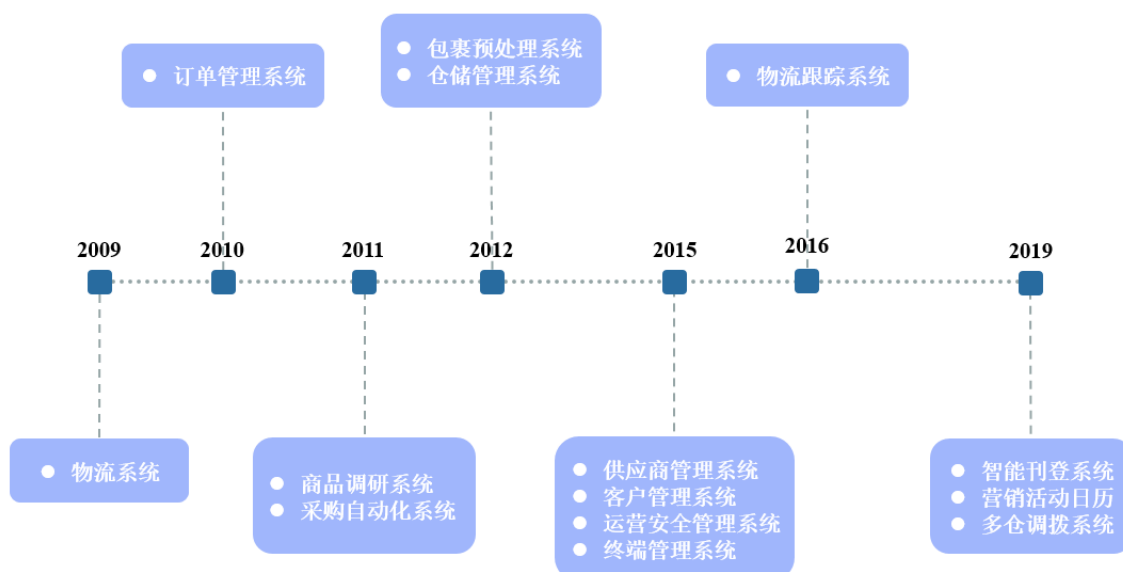 包裹预处理系统
仓储管理系统
订单管理系统
物流跟踪系统
2009
2010
2011
2012
2015
2016
2019
物流系统
商品调研系统
采购自动化系统
供应商管理系统
客户管理系统
运营安全管理系统
终端管理系统
智能刊登系统
营销活动日历
多仓调拨系统